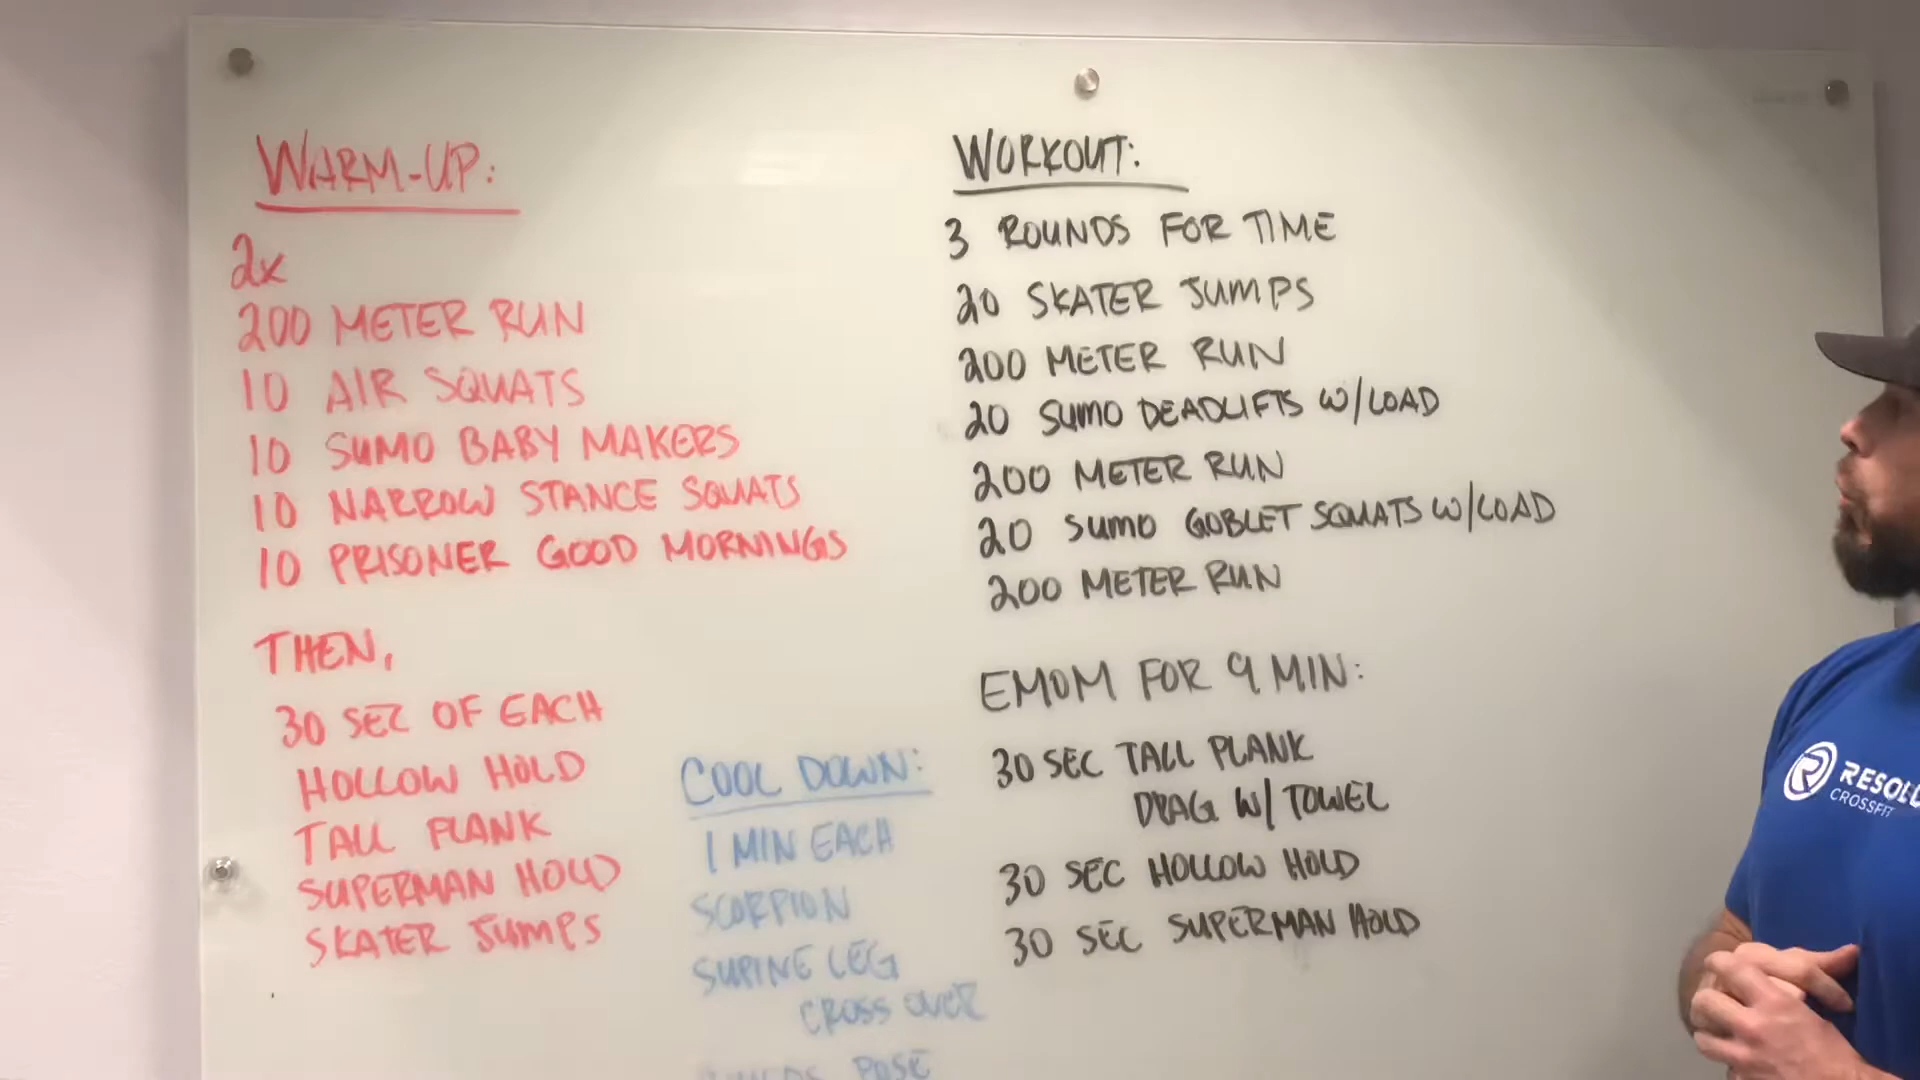 WARM-UP:
2x
200 METER RUN
10 AIR SQUATS
10 SUMO BABY MAKERS
10 NARROW STANCE SQUATS
10 PRISONER GOOD MORNINGS
THEN,
30 SEC OF EACH
HOLLOW HOLD
TALL PLANK
SUPERMAN HOLD
SKATER JUMPS
COOL DOWN:
1 MIN EACH
SCORPION
SUPINE LEG
CROSS OVER
POSE
WORKOUT:
3 ROUNDS FOR TIME
20 SKATER JUMPS
200 METER RUN
20 SUMO DEADLIFTS W/LOAD
200 METER RUN
20 SUMO GOBLET SQUATS W/LOAD
200 METER RUN
EMOM FOR 9 MIN:
30 SEC TALL PLANK
DRAG W/ TOWEL
30 SEC HOLLOW HOLD
30 SEC SUPERMAN HOLD
R
CROSSFIT